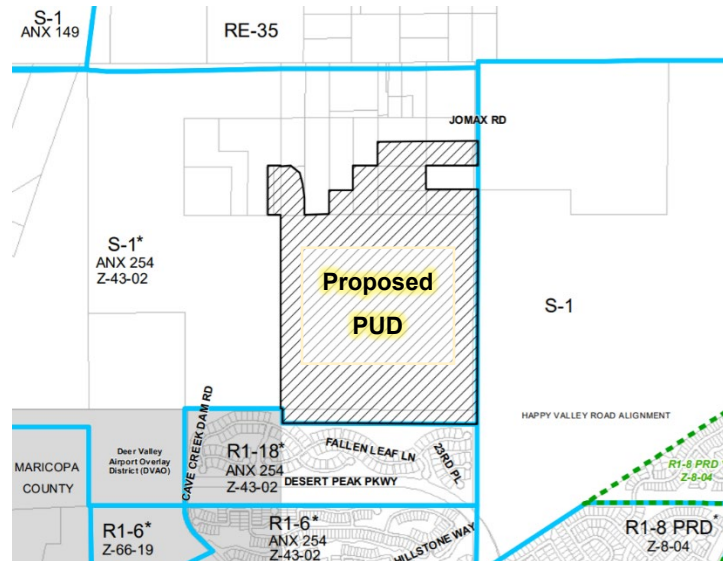 S-1
ANX 149
RE-35
JOMAX RD
S-1*
ANX 254
Z-43-02
Proposed
PUD
S-1
HAPPY VALLEY ROAD ALIGNMENT
CAVE CREEK DAM RD
Deer Valley
Airport Overlay
District (DVAO)
MARICOPA
COUNTY
R1-18*
ANX 254
Z-43-02
FALLEN LEAF LN
23RD PL
DESERT PEAK PKWY
R1-8 PRD
Z-8-04
R1-6*
Z-66-19
R1-6*
ANX 254
Z-43-02
HILLSTONE WAY
R1-8 PRD*
Z-8-04